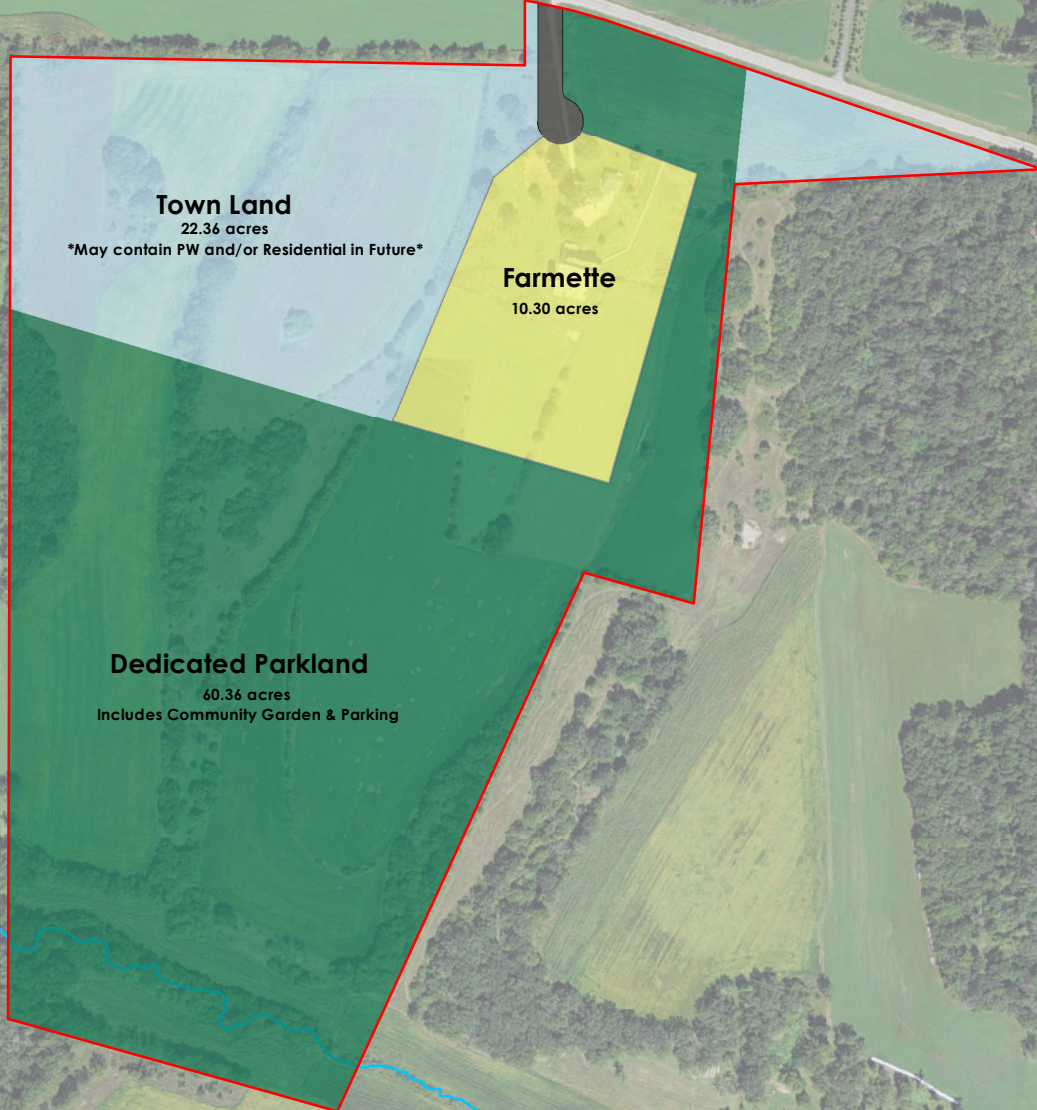 Town Land
22.36 acres
*May contain PW and/or Residential in Future*
Farmette
10.30 acres
Dedicated Parkland
60.36 acres
Includes Community Garden & Parking